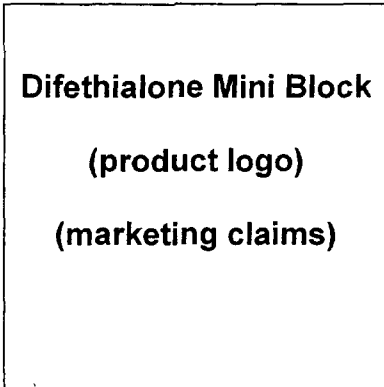 Difethialone Mini Block
(product logo)
(marketing claims)